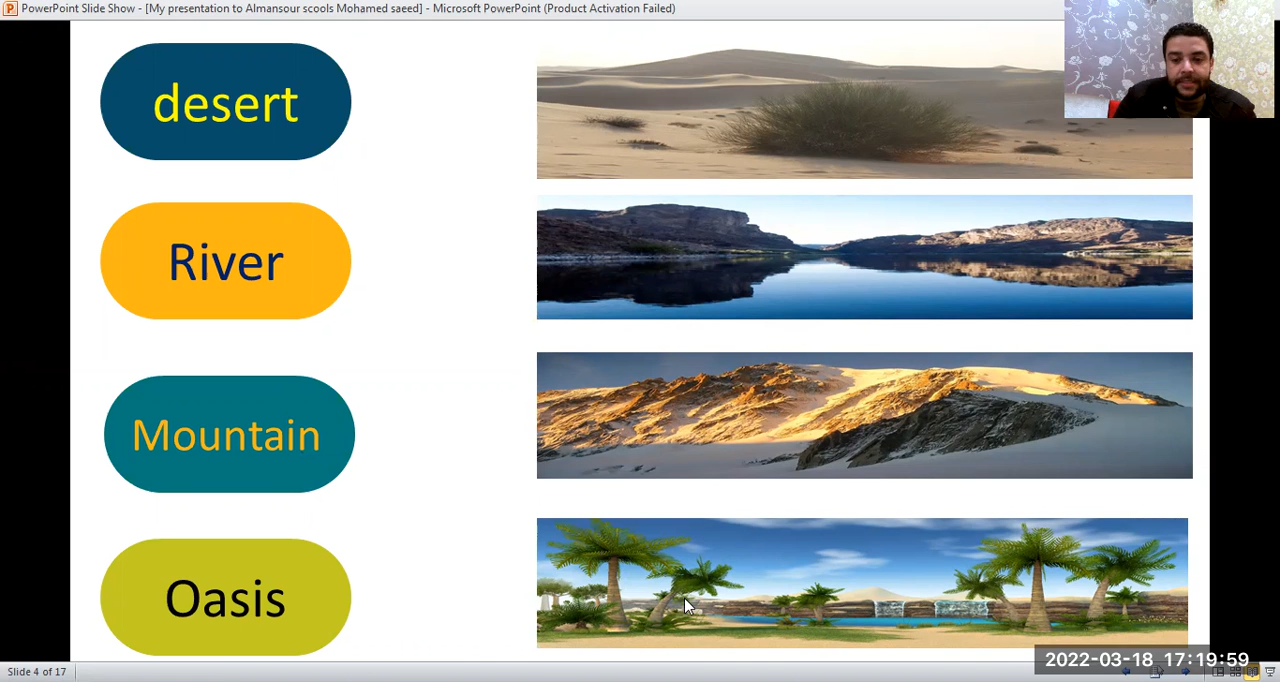 PowerPoint Slide Show - [My presentation to Almansour scools Mohamed saeed] - Microsoft PowerPoint (Product Activation Failed)
desert
River
Mountain
Oasis
2022-03-18 17:19:59
Slide 4 of 17